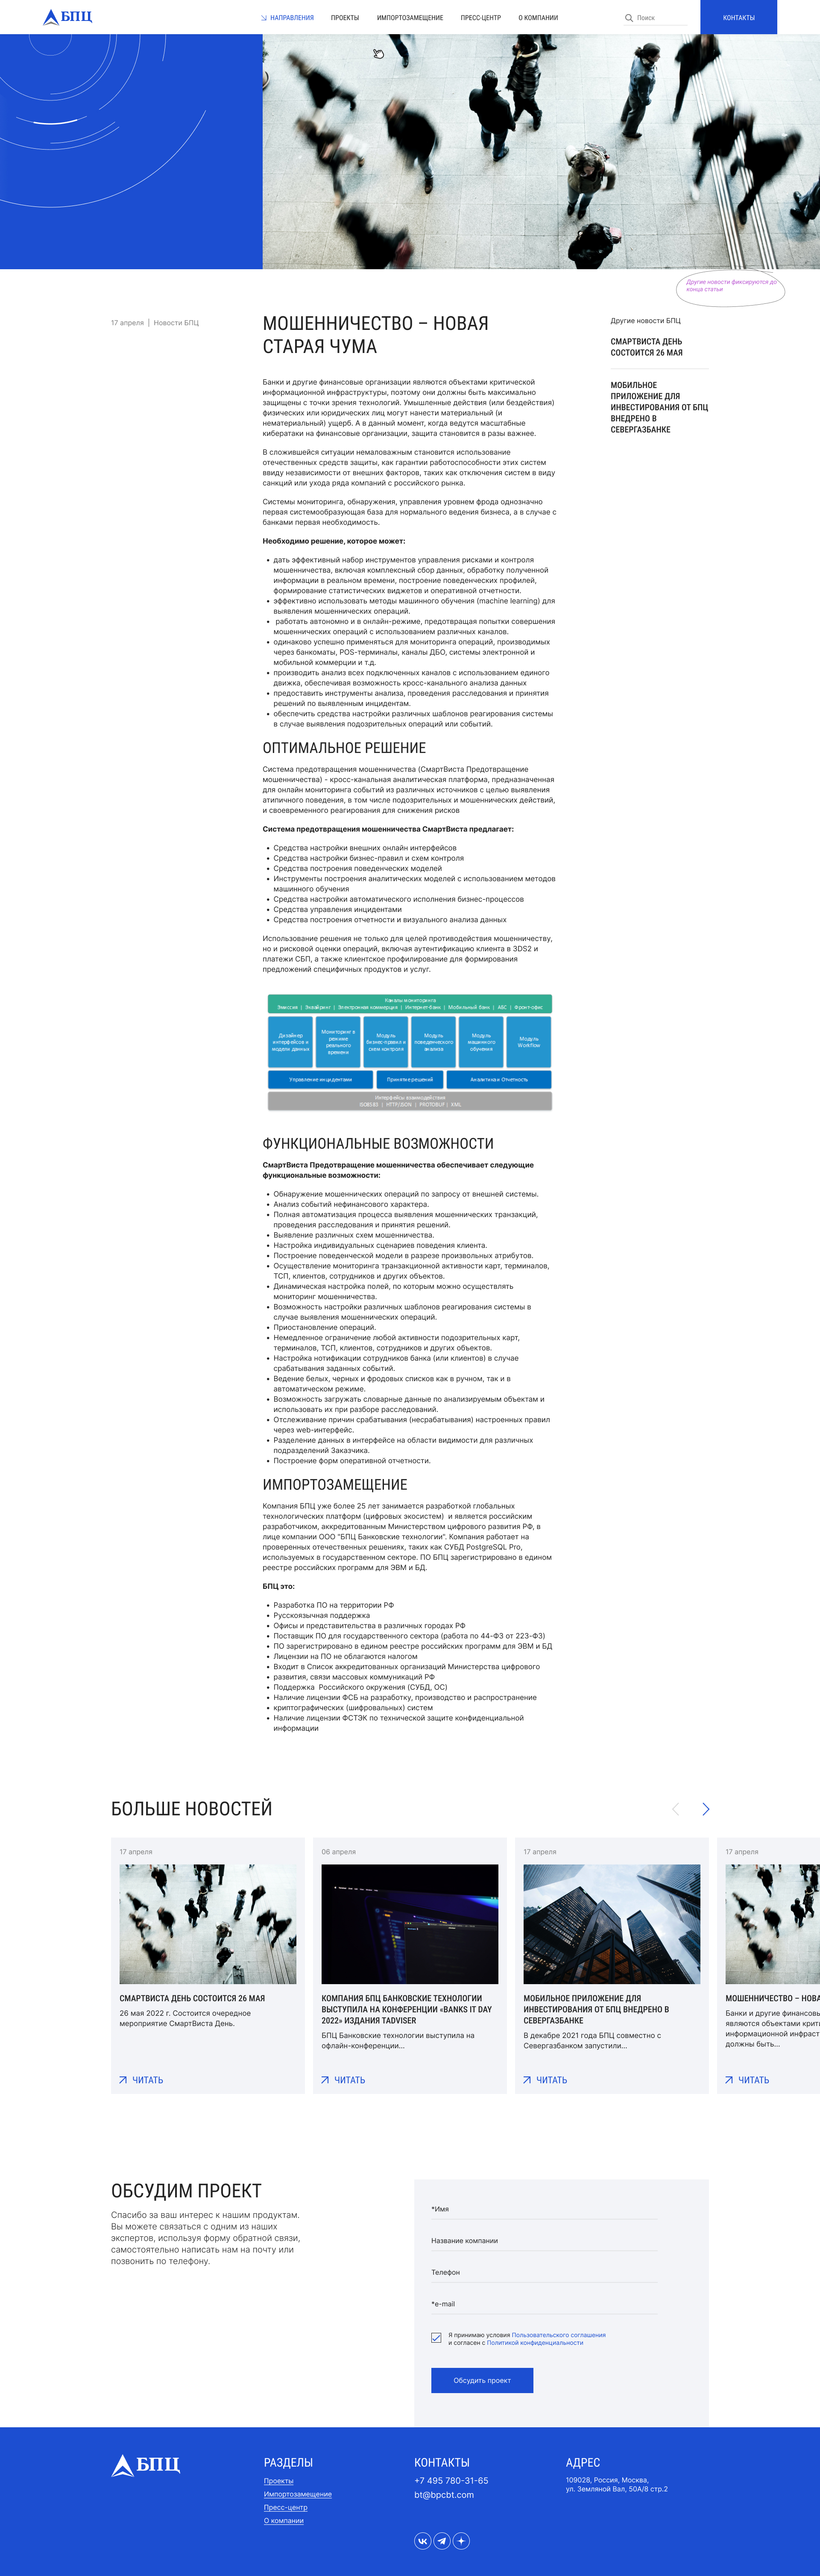 БПЦ
НАПРАВЛЕНИЯ
ПРОЕКТЫ
ИМПОРТОЗАМЕЩЕНИЕ
ПРЕСС-ЦЕНТР
О КОМПАНИИ
Поиск
КОНТАКТЫ
Другие новости фиксируются до
конца статьи
17 апреля | Новости БПЦ
МОШЕННИЧЕСТВО – НОВАЯ
СТАРАЯ ЧУМА
Банки и другие финансовые организации являются объектами критической
информационной инфраструктуры, поэтому они должны быть максимально
защищены с точки зрения технологий. Умышленные действия (или бездействия)
физических или юридических лиц могут нанести материальный (и
нематериальный) ущерб. А в данный момент, когда ведутся масштабные
кибератаки на финансовые организации, защита становится в разы важнее.
В сложившейся ситуации немаловажным становится использование
отечественных средств защиты, как гарантии работоспособности этих систем
ввиду независимости от внешних факторов, таких как отключения систем в виду
санкций или ухода ряда компаний с российского рынка.
Системы мониторинга, обнаружения, управления уровнем фрода однозначно
первая системообразующая база для нормального ведения бизнеса, а в случае с
банками первая необходимость.
Необходимо решение, которое может:
• дать эффективный набор инструментов управления рисками и контроля
мошенничества, включая комплексный сбор данных, обработку полученной
информации в реальном времени, построение поведенческих профилей,
формирование статистических виджетов и оперативной отчетности.
• эффективно использовать методы машинного обучения (machine learning) для
выявления мошеннических операций.
• работать автономно и в онлайн-режиме, предотвращая попытки совершения
мошеннических операций с использованием различных каналов.
• одинаково успешно применяться для мониторинга операций, производимых
через банкоматы, POS-терминалы, каналы ДБО, системы электронной и
мобильной коммерции и т.д.
• производить анализ всех подключенных каналов с использованием единого
движка, обеспечивая возможность кросс-канального анализа данных
• предоставить инструменты анализа, проведения расследования и принятия
решений по выявленным инцидентам.
• обеспечить средства настройки различных шаблонов реагирования системы
в случае выявления подозрительных операций или событий.
Другие новости БПЦ
СМАРТВИСТА ДЕНЬ
СОСТОИТСЯ 26 МАЯ
МОБИЛЬНОЕ
ПРИЛОЖЕНИЕ ДЛЯ
ИНВЕСТИРОВАНИЯ ОТ БПЦ
ВНЕДРЕНО В
СЕВЕРГАЗБАНКЕ
ОПТИМАЛЬНОЕ РЕШЕНИЕ
Система предотвращения мошенничества (СмартВиста Предотвращение
мошенничества) - кросс-канальная аналитическая платформа, предназначенная
для онлайн мониторинга событий из различных источников с целью выявления
атипичного поведения, в том числе подозрительных и мошеннических действий,
и своевременного реагирования для снижения рисков
Система предотвращения мошенничества СмартВиста предлагает:
• Средства настройки внешних онлайн интерфейсов
• Средства настройки бизнес-правил и схем контроля
• Средства построения поведенческих моделей
• Инструменты построения аналитических моделей с использованием методов
машинного обучения
• Средства настройки автоматического исполнения бизнес-процессов
• Средства управления инцидентами
• Средства построения отчетности и визуального анализа данных
Использование решения не только для целей противодействия мошенничеству,
но и рисковой оценки операций, включая аутентификацию клиента в 3DS2 и
платежи СБП, а также клиентское профилирование для формирования
предложений специфичных продуктов и услуг.
Каналы мониторинга
Эмиссия | Эквайринг | Электронная коммерция | Интернет-банк | Мобильный банк | АБС | Фронт-офис
Дизайнер
интерфейсов и
модели данных
Мониторинг в
режиме
реального
времени
Модуль
бизнес-правил и
схем контроля
Модуль
поведенческого
анализа
Модуль
машинного
обучения
Модуль
Workflow
Управление инцидентами
Принятие решений
Аналитика и Отчетность
Интерфейсы взаимодействия
ISO8583 | HTTP/JSON | PROTOBUF | XML
ФУНКЦИОНАЛЬНЫЕ ВОЗМОЖНОСТИ
СмартВиста Предотвращение мошенничества обеспечивает следующие
функциональные возможности:
• Обнаружение мошеннических операций по запросу от внешней системы.
• Анализ событий нефинансового характера.
• Полная автоматизация процесса выявления мошеннических транзакций,
проведения расследования и принятия решений.
• Выявление различных схем мошенничества.
• Настройка индивидуальных сценариев поведения клиента.
• Построение поведенческой модели в разрезе произвольных атрибутов.
• Осуществление мониторинга транзакционной активности карт, терминалов,
ТСП, клиентов, сотрудников и других объектов.
• Динамическая настройка полей, по которым можно осуществлять
мониторинг мошенничества.
• Возможность настройки различных шаблонов реагирования системы в
случае выявления мошеннических операций.
• Приостановление операций.
• Немедленное ограничение любой активности подозрительных карт,
терминалов, ТСП, клиентов, сотрудников и других объектов.
• Настройка нотификации сотрудников банка (или клиентов) в случае
срабатывания заданных событий.
• Ведение белых, черных и фродовых списков как в ручном, так и в
автоматическом режиме.
• Возможность загружать словарные данные по анализируемым объектам и
использовать их при разборе расследований.
• Отслеживание причин срабатывания (несрабатывания) настроенных правил
через web-интерфейс.
• Разделение данных в интерфейсе на области видимости для различных
подразделений Заказчика.
• Построение форм оперативной отчетности.
ИМПОРТОЗАМЕЩЕНИЕ
Компания БПЦ уже более 25 лет занимается разработкой глобальных
технологических платформ (цифровых экосистем) и является российским
разработчиком, аккредитованным Министерством цифрового развития РФ, в
лице компании ООО "БПЦ Банковские технологии". Компания работает на
проверенных отечественных решениях, таких как СУБД PostgreSQL Pro,
используемых в государственном секторе. ПО БПЦ зарегистрировано в едином
реестре российских программ для ЭВМ и БД.
БПЦ это:
• Разработка ПО на территории РФ
• Русскоязычная поддержка
• Офисы и представительства в различных городах РФ
• Поставщик ПО для государственного сектора (работа по 44-ФЗ от 223-ФЗ)
• ПО зарегистрировано в едином реестре российских программ для ЭВМ и БД
• Лицензии на ПО не облагаются налогом
• Входит в Список аккредитованных организаций Министерства цифрового
• развития, связи массовых коммуникаций РФ
• Поддержка Российского окружения (СУБД, ОС)
• Наличие лицензии ФСБ на разработку, производство и распространение
• криптографических (шифровальных) систем
• Наличие лицензии ФСТЭК по технической защите конфиденциальной
информации
БОЛЬШЕ НОВОСТЕЙ
17 апреля
СМАРТВИСТА ДЕНЬ СОСТОИТСЯ 26 МАЯ
26 мая 2022 г. Состоится очередное
мероприятие СмартВиста День.
ЧИТАТЬ
06 апреля
КОМПАНИЯ БПЦ БАНКОВСКИЕ ТЕХНОЛОГИИ
ВЫСТУПИЛА НА КОНФЕРЕНЦИИ «BANKS IT DAY
2022» ИЗДАНИЯ TADVISER
БПЦ Банковские технологии выступила на
офлайн-конференции...
ЧИТАТЬ
17 апреля
МОБИЛЬНОЕ ПРИЛОЖЕНИЕ ДЛЯ
ИНВЕСТИРОВАНИЯ ОТ БПЦ ВНЕДРЕНО В
СЕВЕРГАЗБАНКЕ
В декабре 2021 года БПЦ совместно с
Севергазбанком запустили...
ЧИТАТЬ
17 апреля
МОШЕННИЧЕСТВО – НОВА
Банки и другие финансовы
являются объектами крити
информационной инфраст
должны быть...
ЧИТАТЬ
ОБСУДИМ ПРОЕКТ
Спасибо за ваш интерес к нашим продуктам.
Вы можете связаться с одним из наших
экспертов, используя форму обратной связи,
самостоятельно написать нам на почту или
позвонить по телефону.
*Имя
Название компании
Телефон
*e-mail
Я принимаю условия Пользовательского соглашения
и согласен с Политикой конфиденциальности
Обсудить проект
БПЦ
РАЗДЕЛЫ
Проекты
Импортозамещение
Пресс-центр
О компании
КОНТАКТЫ
+7 495 780-31-65
bt@bpcbt.com
АДРЕС
109028, Россия, Москва,
ул. Земляной Вал, 50А/8 стр.2